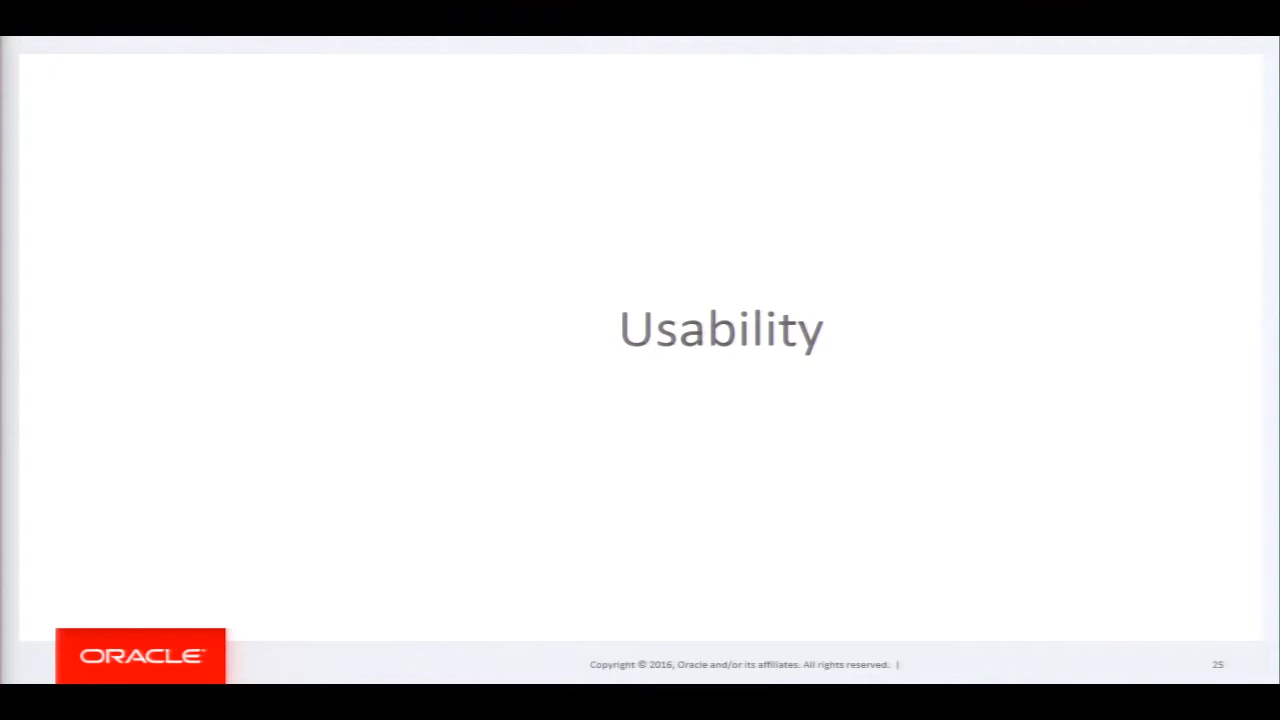 Usability
ORACLE
Copyright © 2016, Oracle and/or its affiliates. All rights reserved. |
25